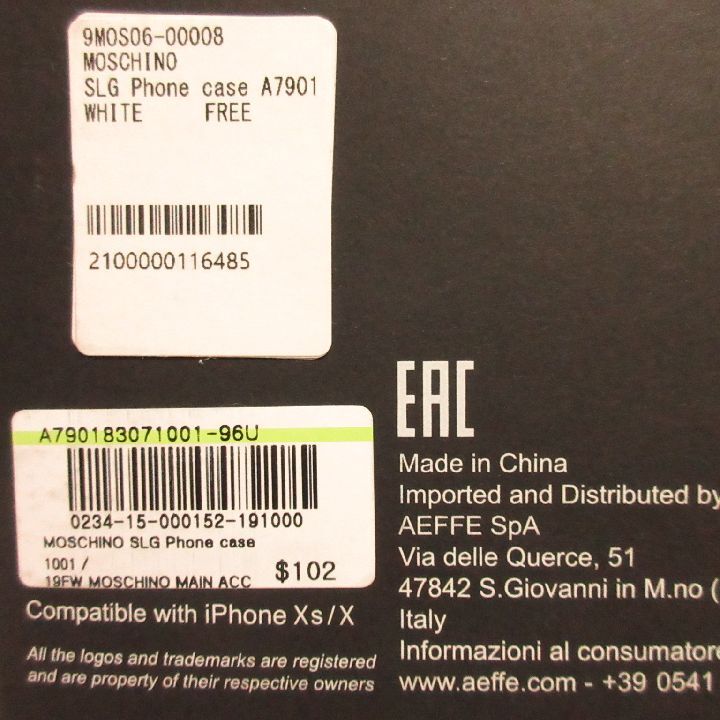 9MOS06-00008
MOSCHINO
SLG Phone case A7901
WHITE FREE
2100000116485
A790183071001-96U
0234-15-000152-191000
MOSCHINO SLG Phone case
1001 /
19FW MOSCHINO MAIN ACC $102
Compatible with iPhone Xs/X
All the logos and trademarks are registered
and are property of their respective owners
EAC
Made in China
Imported and Distributed by
AEFFE SpA
Via delle Querce, 51
47842 S.Giovanni in M.no (
Italy
Informazioni al consumatore
www.aeffe.com - +39 0541